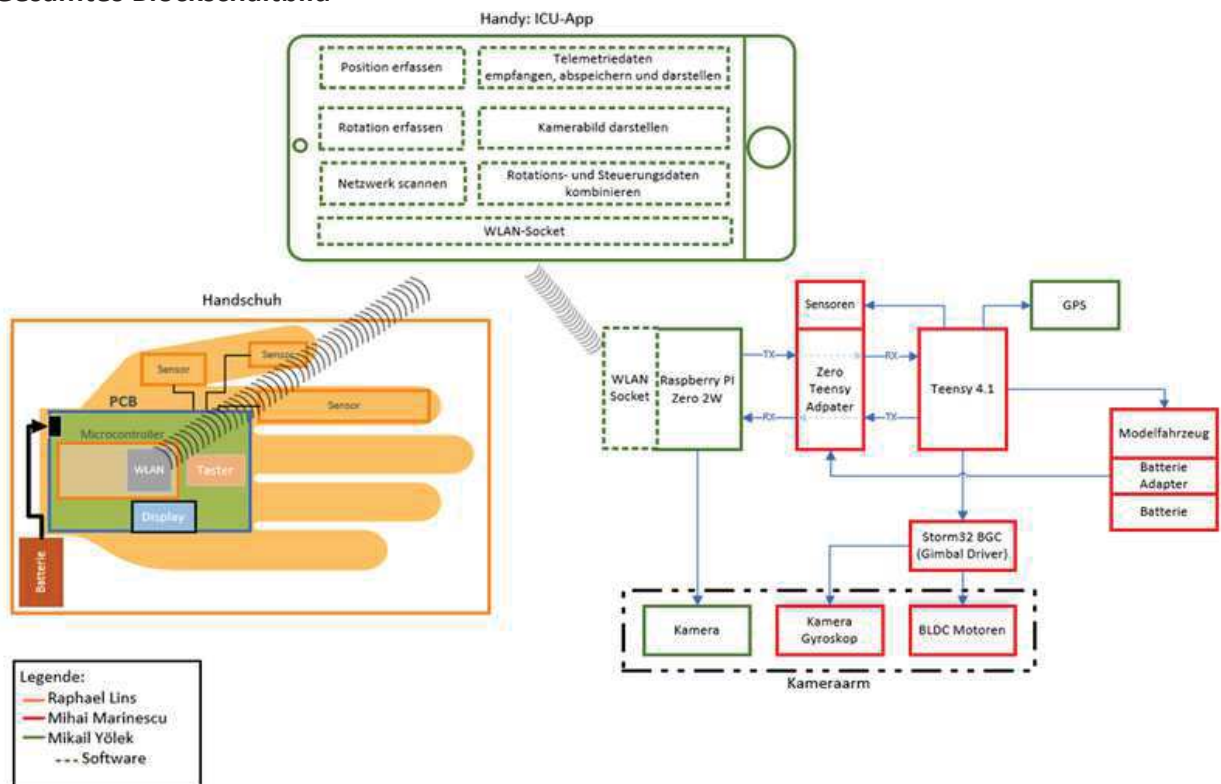 Gesamtes Blockschaltbild
Handy: ICU-App
Position erfassen
Telemetriedaten
empfangen, abspeichern und darstellen
Rotation erfassen
Kamerabild darstellen
Netzwerk scannen
Rotations- und Steuerungsdaten
kombinieren
WLAN-Socket
Handschuh
Sensor
Sensor
Sensor
PCB
Microcontroller
WLAN
Taster
Display
Batterie
WLAN
Socket
Raspberry PI
Zero 2W
TX
RX
Sensoren
Zero
Teensy
Adpater
RX
TX
Teensy 4.1
GPS
Modelfahrzeug
Batterie
Adapter
Batterie
Storm32 BGC
(Gimbal Driver)
Kamera
Kamera
Gyroskop
BLDC Motoren
Kameraarm
Legende:
Raphael Lins
Mihai Marinescu
Mikail Yölek
--- Software